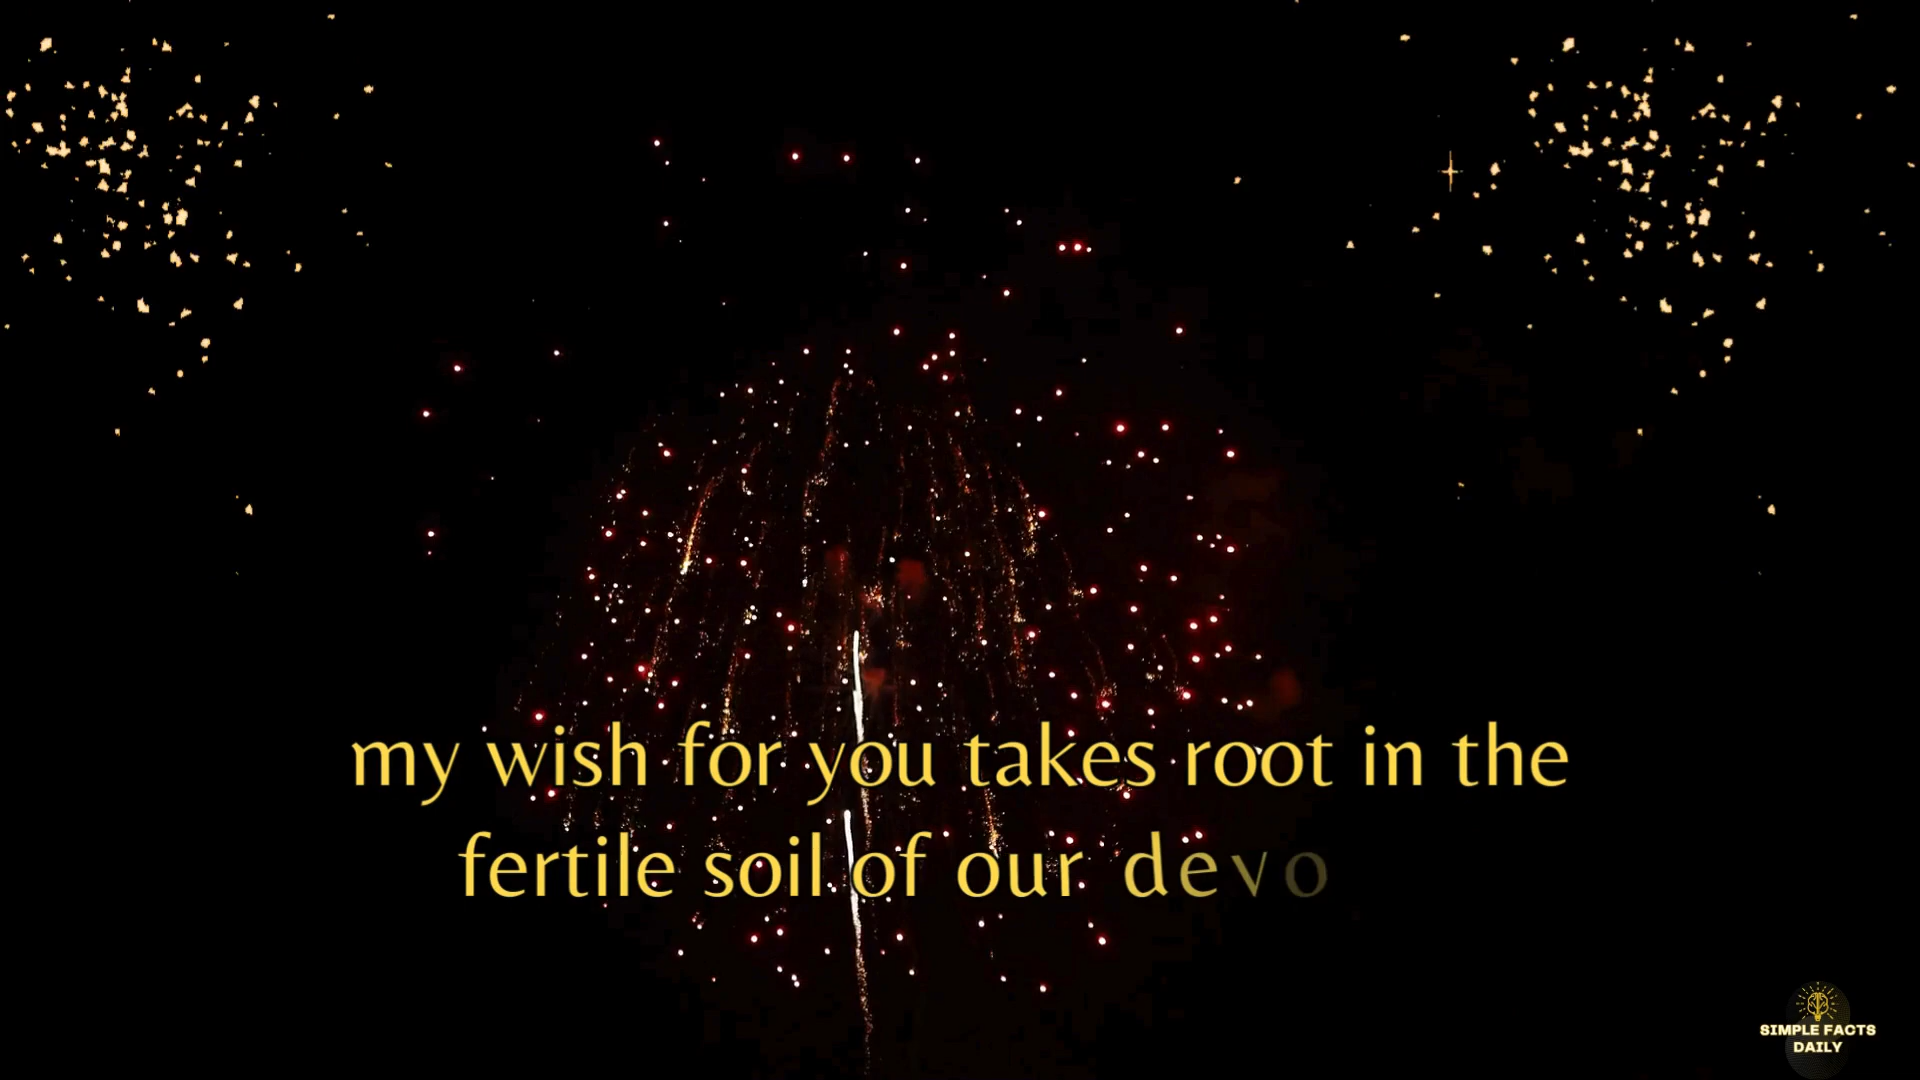 my wish for you takes root in the
fertile soil of our devo
SIMPLE FACTS
DAILY